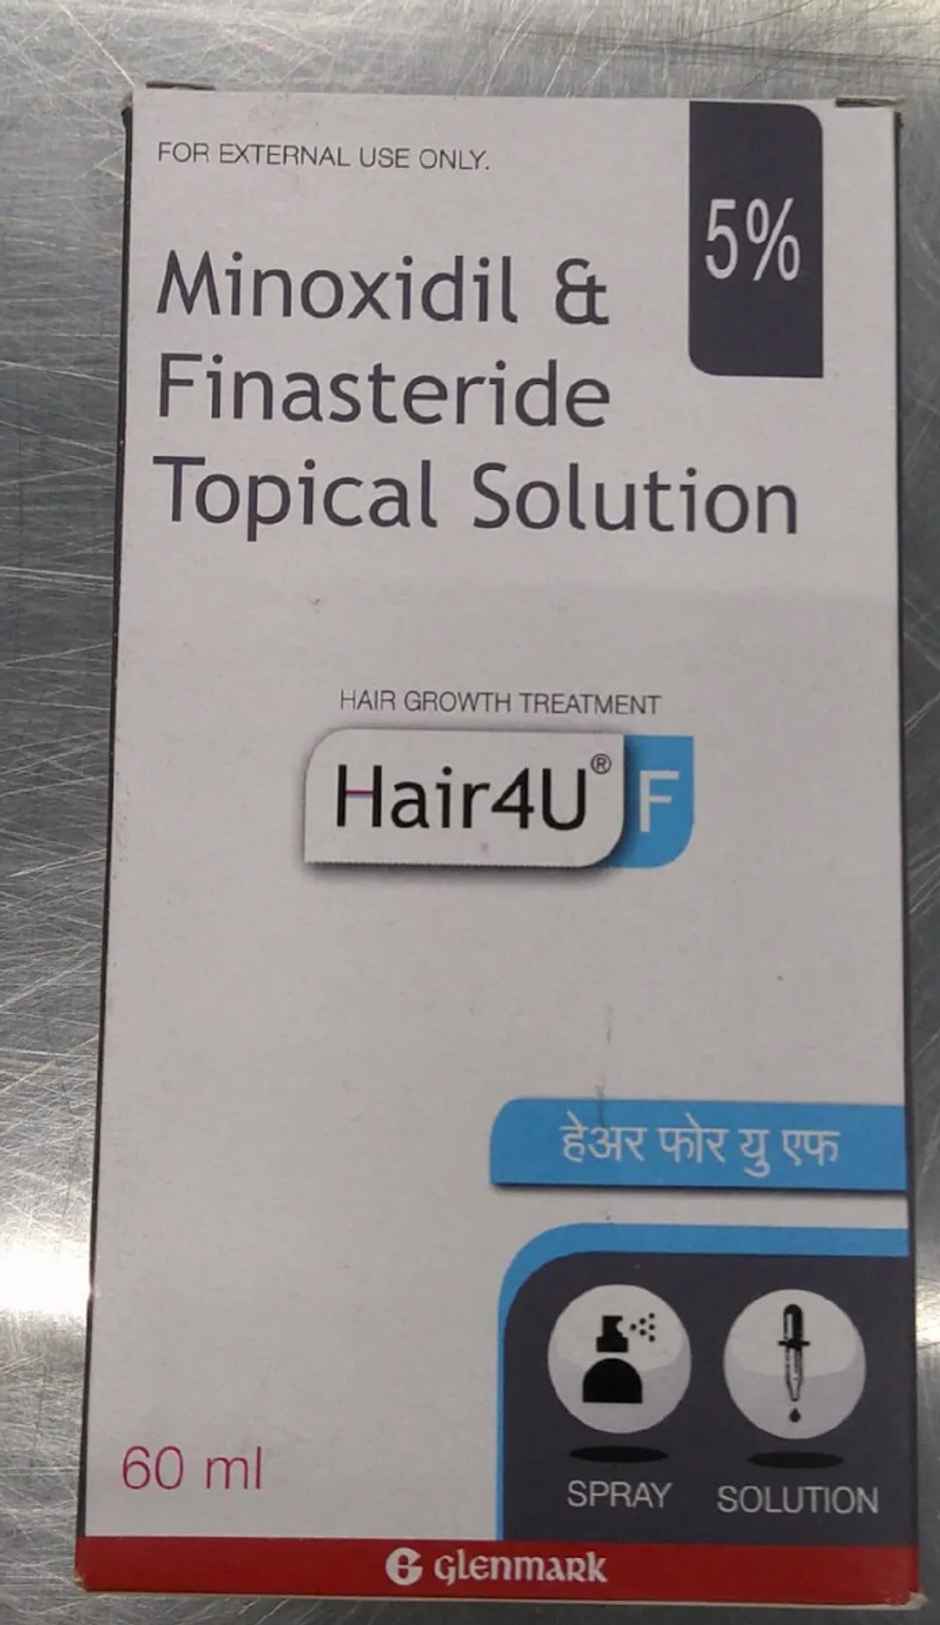 FOR EXTERNAL USE ONLY.
5%
Minoxidil &
Finasteride
Topical Solution
HAIR GROWTH TREATMENT
Hair4U® F
हेअर फोर यु एफ
60 ml
SPRAY SOLUTION
Glenmark